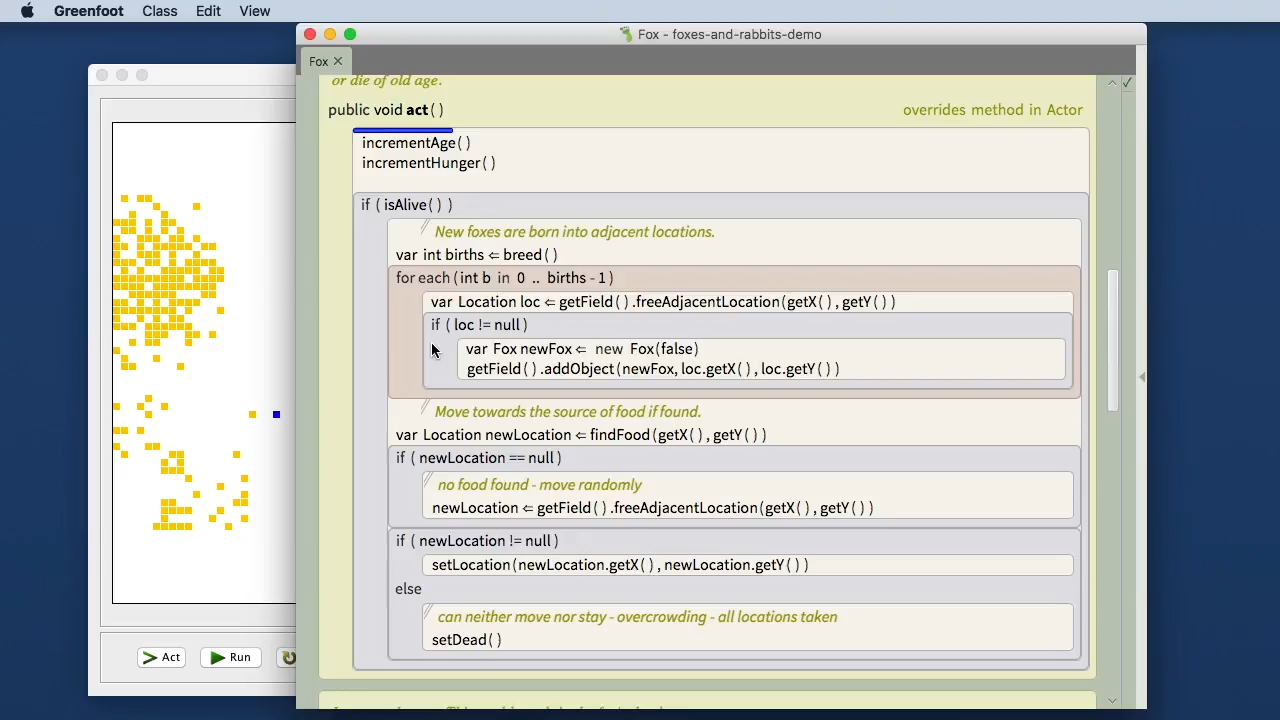 Greenfoot Class Edit View
Fox - foxes-and-rabbits-demo
Fox
or die of old age.
public void act()
overrides method in Actor
incrementAge()
incrementHunger()
if ( isAlive() )
// New foxes are born into adjacent locations.
var int births ⇐ breed()
for each ( int b in 0 .. births - 1 )
var Location loc ⇐ getField().freeAdjacentLocation(getX(), getY())
if ( loc != null )
var Fox newFox ⇐ new Fox(false)
getField().addObject(newFox, loc.getX(), loc.getY())
// Move towards the source of food if found.
var Location newLocation ⇐ findFood(getX(), getY())
if ( newLocation == null )
// no food found - move randomly
newLocation ⇐ getField().freeAdjacentLocation(getX(), getY())
if ( newLocation != null )
setLocation(newLocation.getX(), newLocation.getY())
else
// can neither move nor stay - overcrowding - all locations taken
setDead()
Act
Run